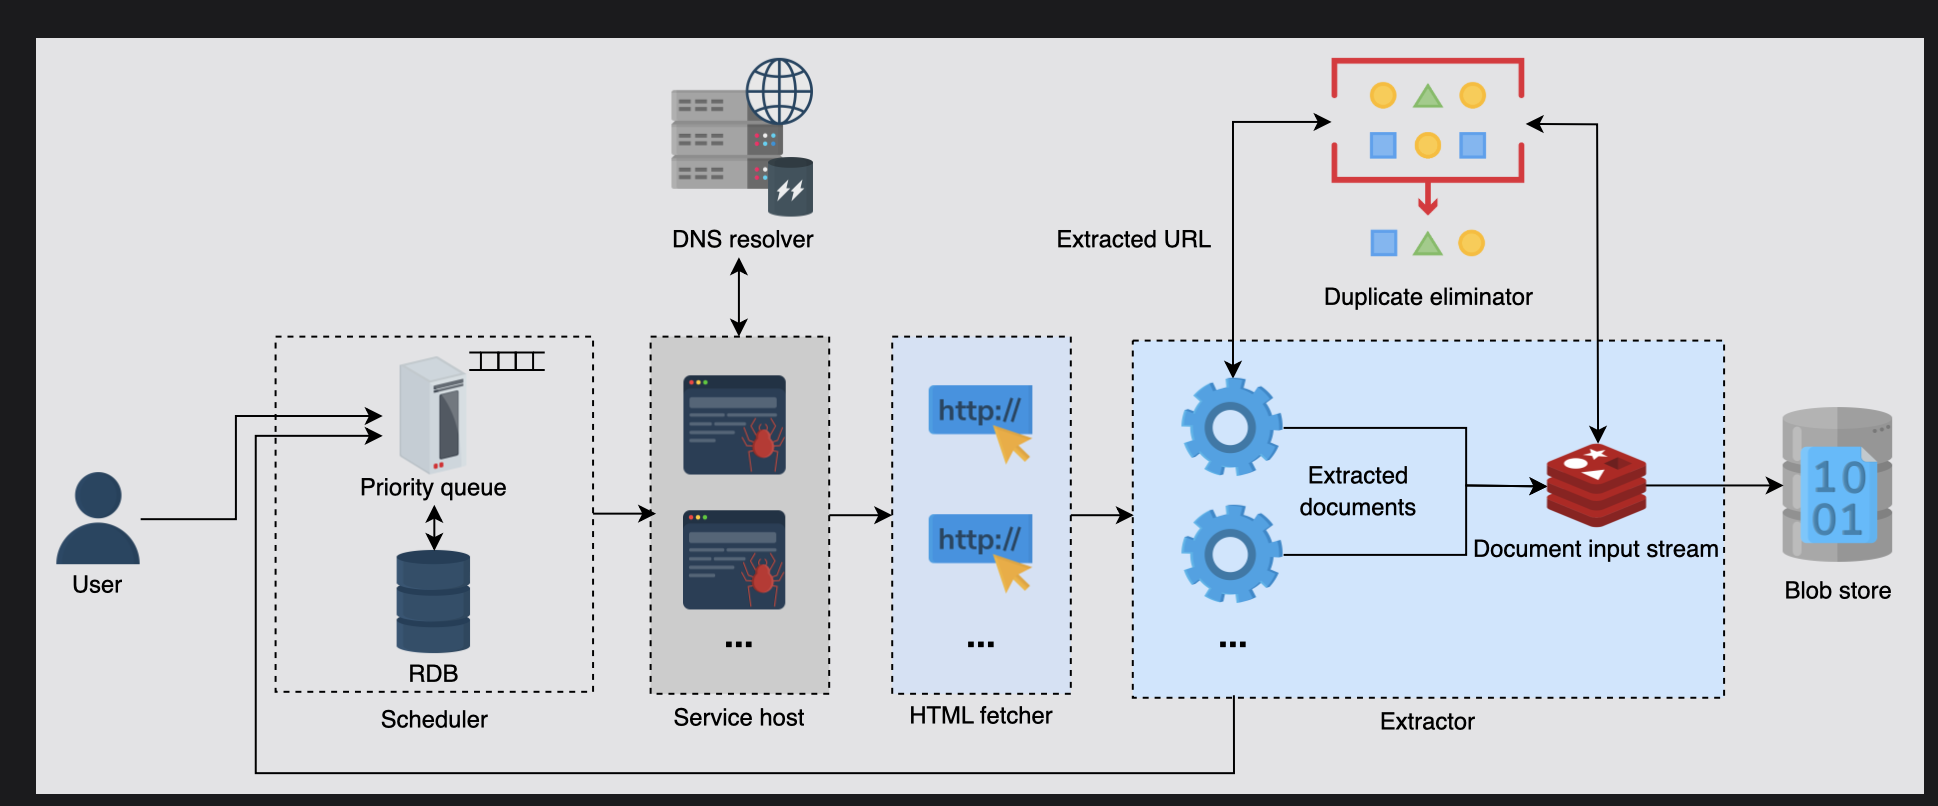 DNS resolver
Extracted URL
Duplicate eliminator
Priority queue
RDB
Scheduler
User
...
Service host
http://
http://
...
HTML fetcher
Extracted
documents
Document input stream
...
Extractor
10
01
Blob store